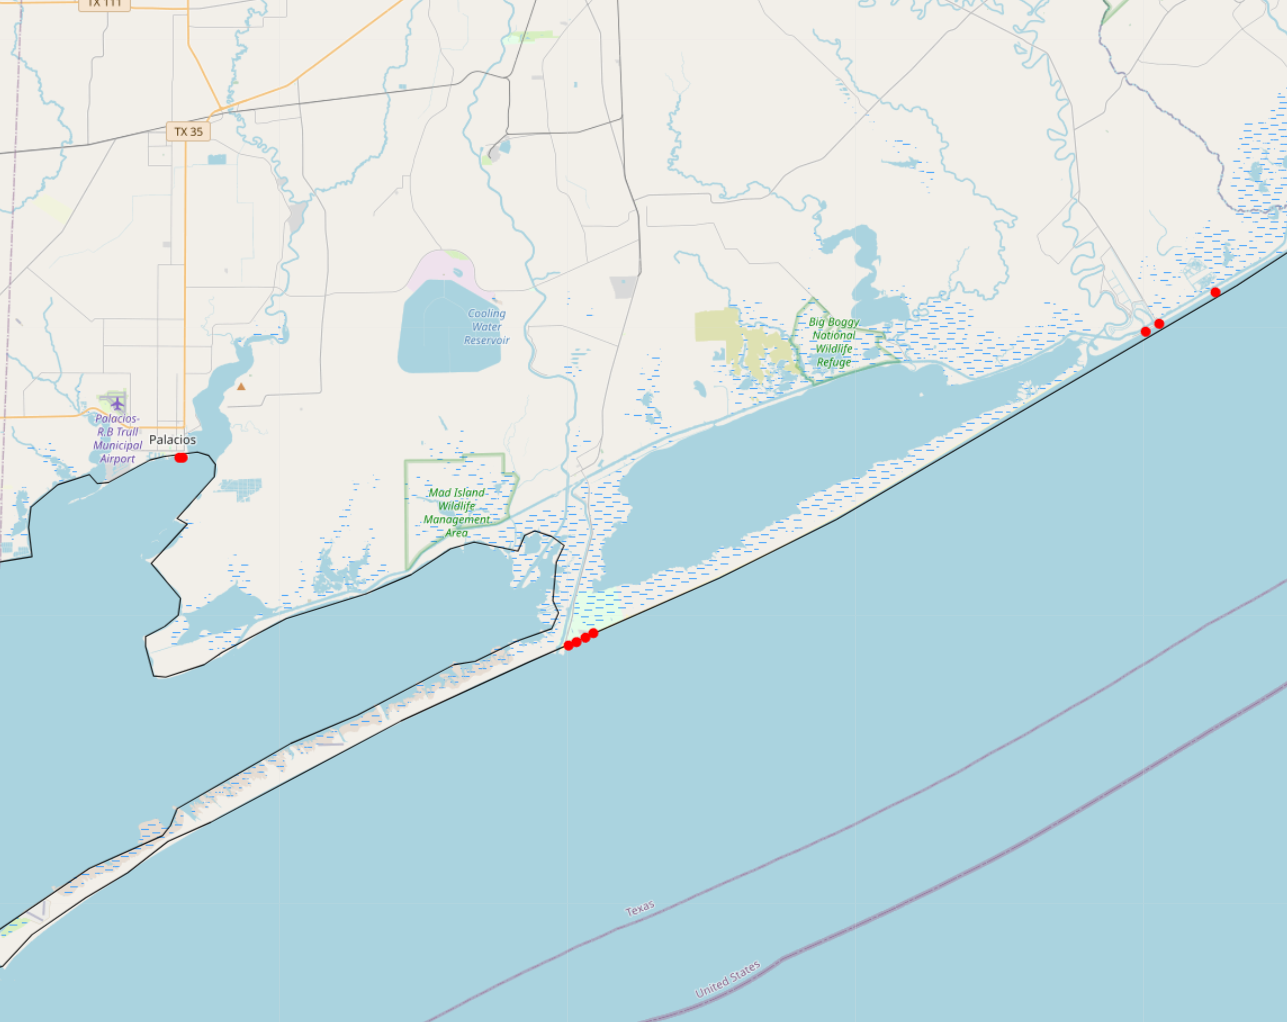 TX 111
TX 35
Cooling
Water
Reservoir
Big Boggy
National
Wildlife
Refuge
Palacios-
R.B Trull
Municipal
Airport
Palacios
Mad Island
Wildlife
Management
Area
Texas
United States